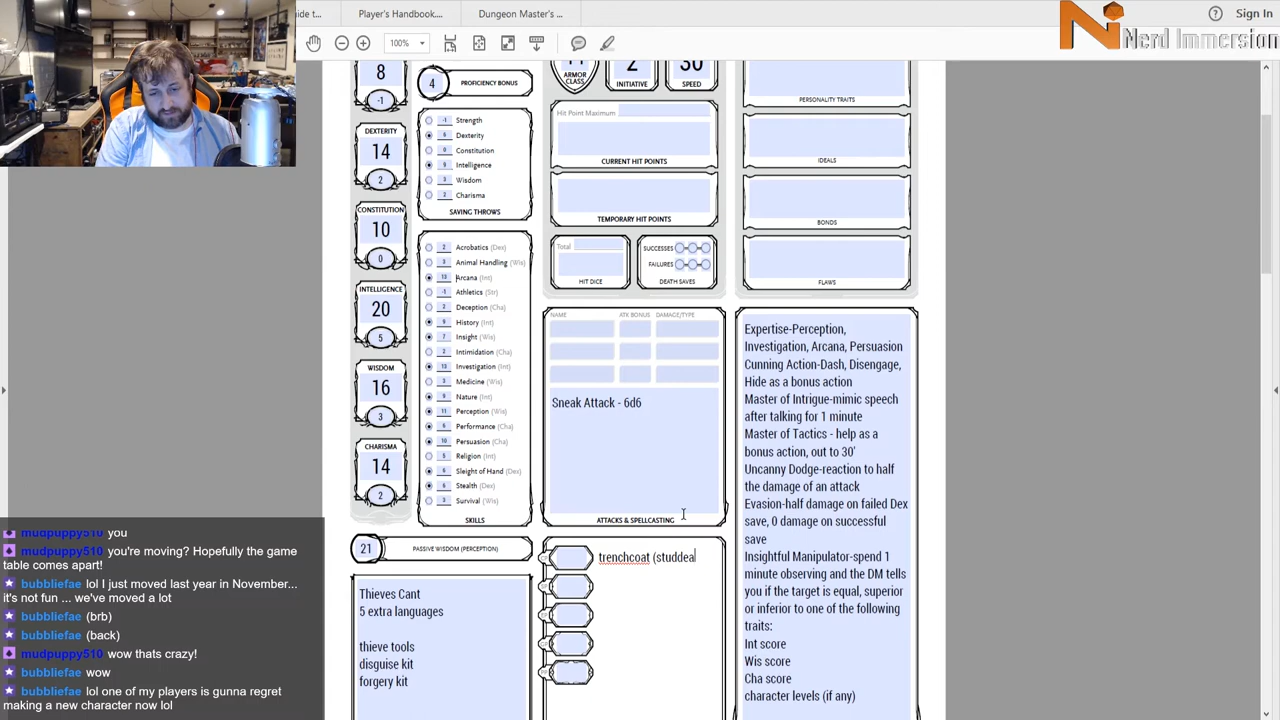 uide t...
Player's Handbook....
Dungeon Master's ...
Sign In
Nerd Immersion
100%
8
-1
DEXTERITY
14
2
CONSTITUTION
10
0
INTELLIGENCE
20
5
WISDOM
16
3
CHARISMA
14
2
4 PROFICIENCY BONUS
-1 Strength
6 Dexterity
0 Constitution
9 Intelligence
3 Wisdom
2 Charisma
SAVING THROWS
2 Acrobatics (Dex)
3 Animal Handling (Wis)
13 Arcana (Int)
-1 Athletics (Str)
2 Deception (Cha)
9 History (Int)
7 Insight (Wis)
2 Intimidation (Cha)
13 Investigation (Int)
3 Medicine (Wis)
9 Nature (Int)
11 Perception (Wis)
6 Performance (Cha)
10 Persuasion (Cha)
5 Religion (Int)
6 Sleight of Hand (Dex)
6 Stealth (Dex)
3 Survival (Wis)
SKILLS
21 PASSIVE WISDOM (PERCEPTION)
Thieves Cant
5 extra languages
thieve tools
disguise kit
forgery kit
ARMOR
CLASS
2
INITIATIVE
30
SPEED
Hit Point Maximum
CURRENT HIT POINTS
TEMPORARY HIT POINTS
Total
HIT DICE
SUCCESSES
FAILURES
DEATH SAVES
NAME ATK BONUS DAMAGE/TYPE
Sneak Attack - 6d6
ATTACKS & SPELLCASTING
trenchcoat (studdea
PERSONALITY TRAITS
IDEALS
BONDS
FLAWS
Expertise-Perception,
Investigation, Arcana, Persuasion
Cunning Action-Dash, Disengage,
Hide as a bonus action
Master of Intrigue-mimic speech
after talking for 1 minute
Master of Tactics - help as a
bonus action, out to 30'
Uncanny Dodge-reaction to half
the damage of an attack
Evasion-half damage on failed Dex
save, 0 damage on successful
save
Insightful Manipulator-spend 1
minute observing and the DM tells
you if the target is equal, superior
or inferior to one of the following
traits:
Int score
Wis score
Cha score
character levels (if any)
mudpuppy510 you
mudpuppy510 you're moving? Hopefully the game
table comes apart!
bubbliefae lol I just moved last year in November...
it's not fun ... we've moved a lot
bubbliefae (brb)
bubbliefae (back)
mudpuppy510 wow thats crazy!
bubbliefae wow
bubbliefae lol one of my players is gunna regret
making a new character now lol